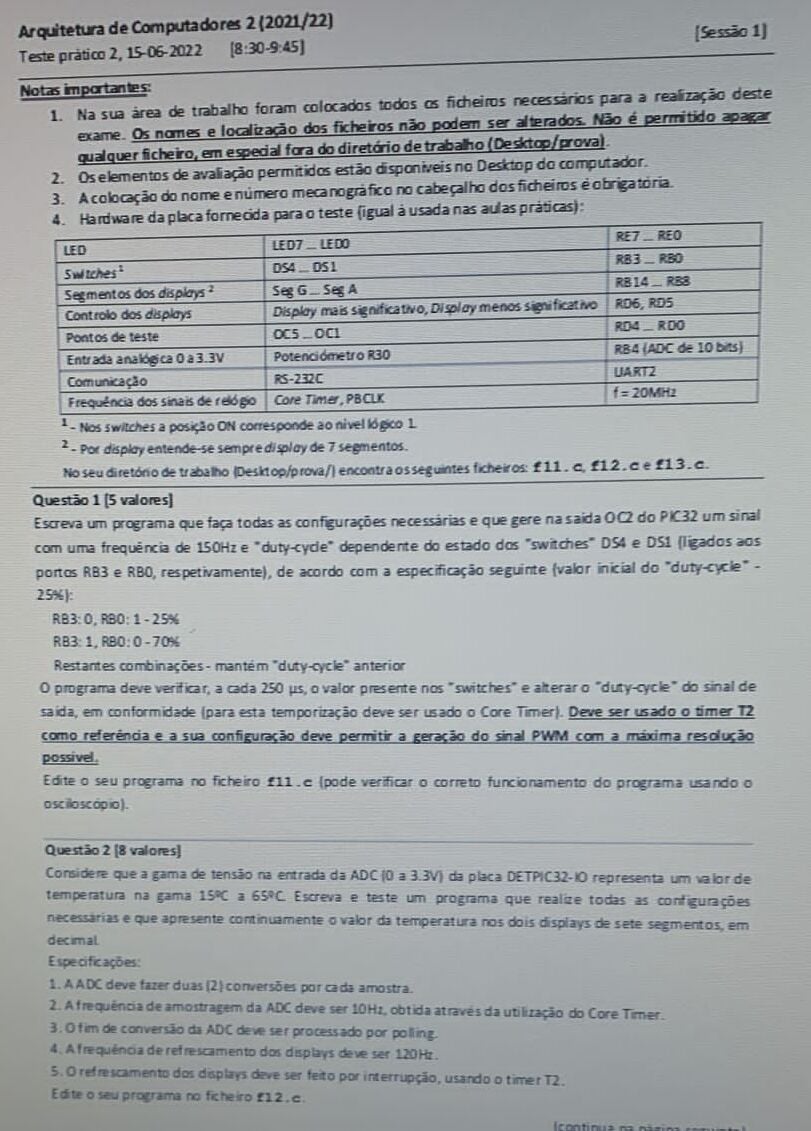 Arquitetura de Computadores 2 (2021/22)
[Sessão 1]
Teste prático 2, 15-06-2022 [8:30-9:45]
Notas importantes:
1. Na sua área de trabalho foram colocados todos os ficheiros necessários para a realização deste
exame. Os nomes e localização dos ficheiros não podem ser alterados. Não é permitido apagar
qualquer ficheiro, em especial fora do diretório de trabalho (Desktop/prova).
2. Os elementos de avaliação permitidos estão disponíveis no Desktop do computador.
3. A colocação do nome e número mecanográfico no cabeçalho dos ficheiros é obrigatória.
4. Hardware da placa fornecida para o teste (igual à usada nas aulas práticas):
LED LED7 ... LED0 RE7 ... RE0
Switches¹ DS4 ... DS1 RB3 ... RB0
Segmentos dos displays² Seg G ... Seg A RB14 ... RB8
Controlo dos displays Display mais significativo, Display menos significativo RD6, RD5
Pontos de teste OC5 ... OC1 RD4 ... RD0
Entrada analógica 0 a 3.3V Potenciómetro R30 RB4 (ADC de 10 bits)
Comunicação RS-232C UART2
Frequência dos sinais de relógio Core Timer, PBCLK f = 20MHz
¹ - Nos switches a posição ON corresponde ao nível lógico 1.
² - Por display entende-se sempre display de 7 segmentos.
No seu diretório de trabalho (Desktop/prova/) encontra os seguintes ficheiros: f11.c, f12.c e f13.c.
Questão 1 [5 valores]
Escreva um programa que faça todas as configurações necessárias e que gere na saída OC2 do PIC32 um sinal
com uma frequência de 150Hz e "duty-cycle" dependente do estado dos "switches" DS4 e DS1 (ligados aos
portos RB3 e RB0, respetivamente), de acordo com a especificação seguinte (valor inicial do "duty-cycle" -
25%):
RB3: 0, RB0: 1 - 25%
RB3: 1, RB0: 0 - 70%
Restantes combinações - mantém "duty-cycle" anterior
O programa deve verificar, a cada 250 µs, o valor presente nos "switches" e alterar o "duty-cycle" do sinal de
saída, em conformidade (para esta temporização deve ser usado o Core Timer). Deve ser usado o timer T2
como referência e a sua configuração deve permitir a geração do sinal PWM com a máxima resolução
possível.
Edite o seu programa no ficheiro f11.c (pode verificar o correto funcionamento do programa usando o
osciloscópio).
Questão 2 [8 valores]
Considere que a gama de tensão na entrada da ADC (0 a 3.3V) da placa DETPIC32-IO representa um valor de
temperatura na gama 15ºC a 65ºC. Escreva e teste um programa que realize todas as configurações
necessárias e que apresente continuamente o valor da temperatura nos dois displays de sete segmentos, em
decimal.
Especificações:
1. A ADC deve fazer duas (2) conversões por cada amostra.
2. A frequência de amostragem da ADC deve ser 10Hz, obtida através da utilização do Core Timer.
3. O fim de conversão da ADC deve ser processado por polling.
4. A frequência de refrescamento dos displays deve ser 120Hz.
5. O refrescamento dos displays deve ser feito por interrupção, usando o timer T2.
Edite o seu programa no ficheiro f12.c.
[continua na página seguinte]